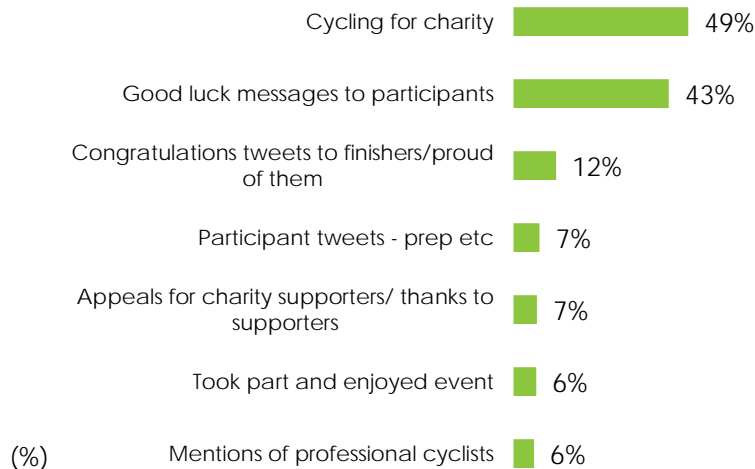 Cycling for charity 49%
Good luck messages to participants 43%
Congratulations tweets to finishers/proud
of them 12%
Participant tweets - prep etc 7%
Appeals for charity supporters/ thanks to
supporters 7%
Took part and enjoyed event 6%
(%) Mentions of professional cyclists 6%